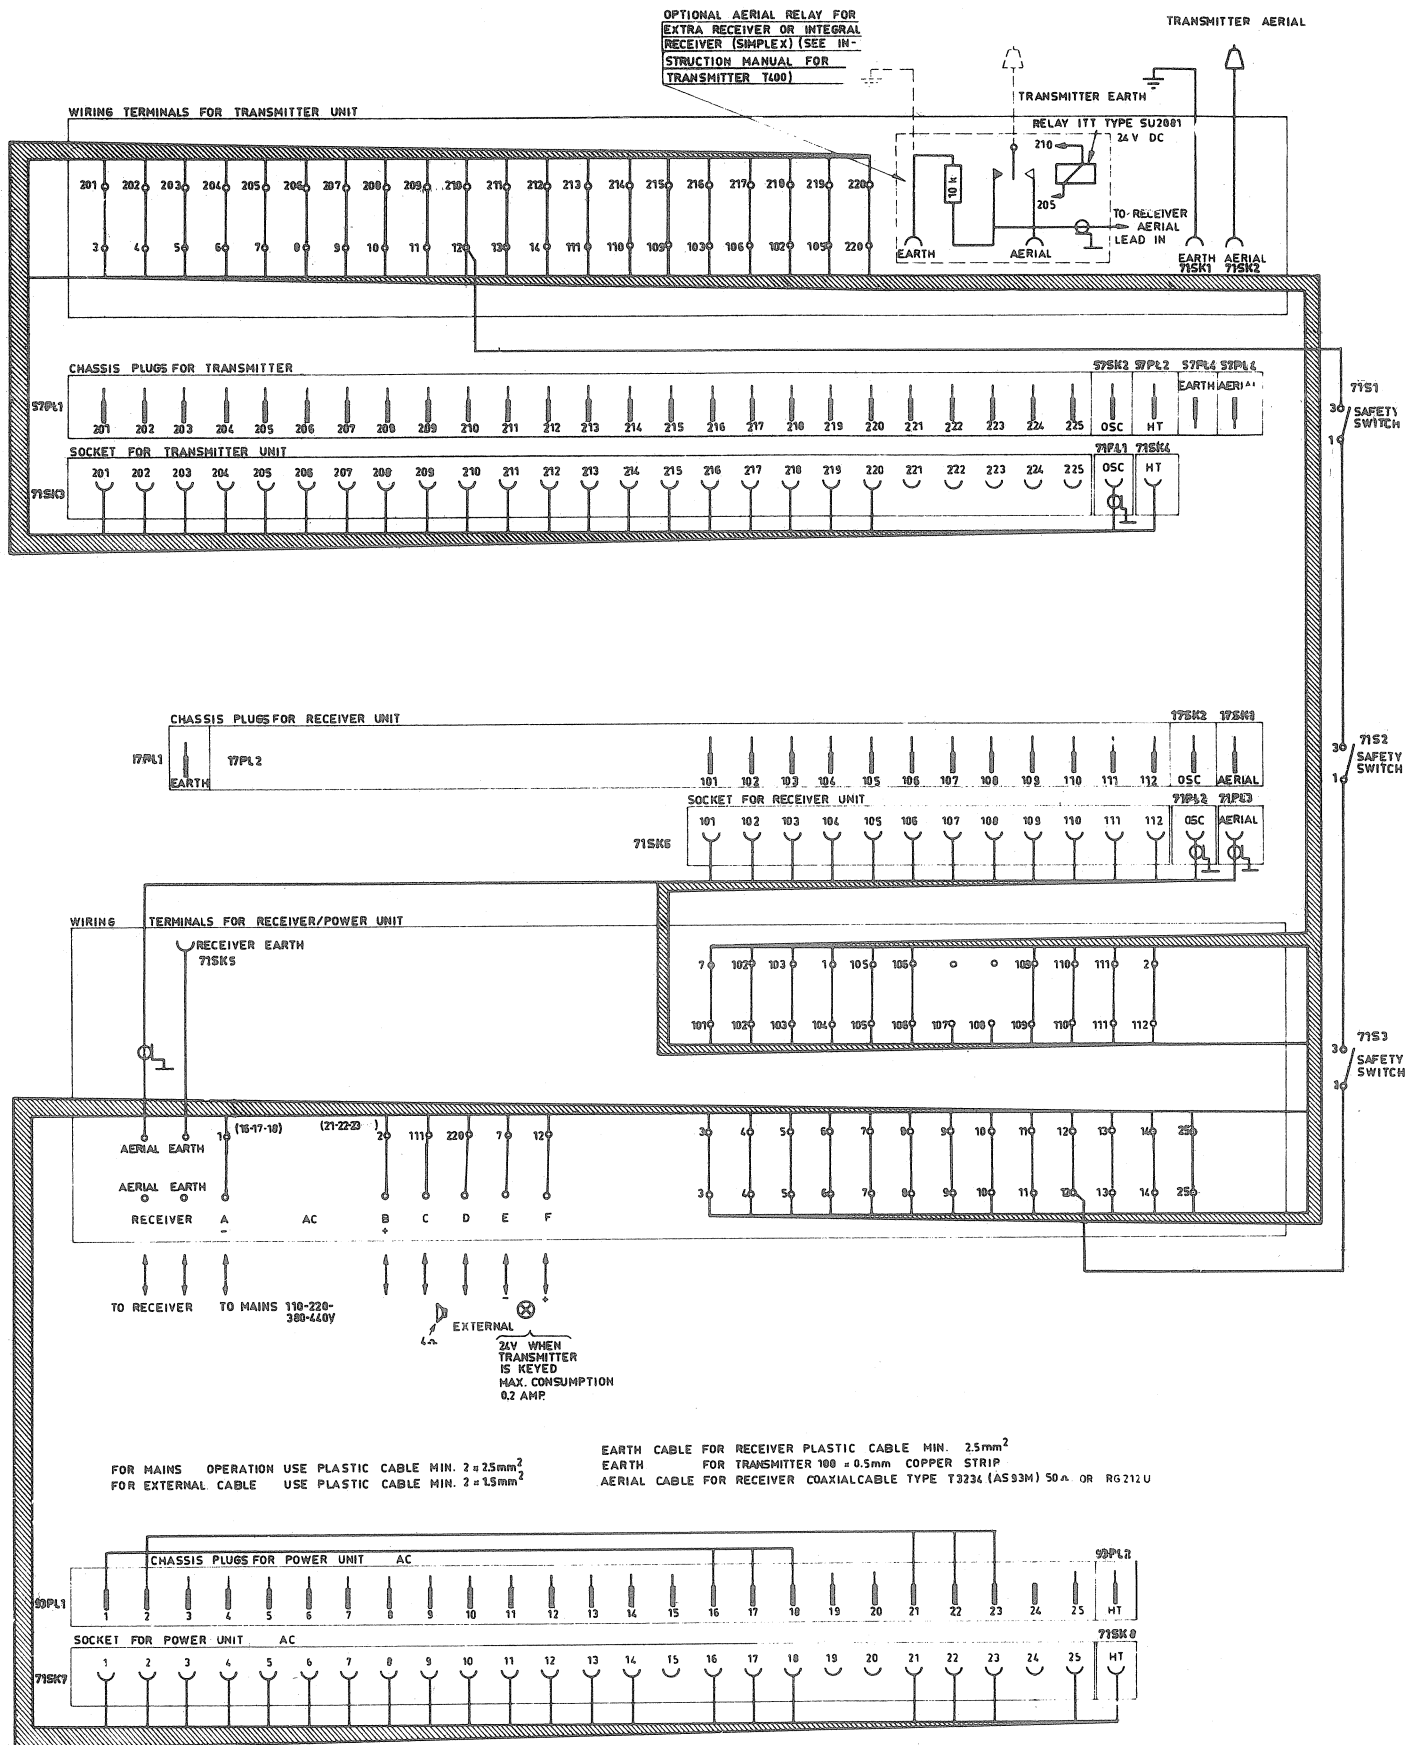 OPTIONAL AERIAL RELAY FOR
EXTRA RECEIVER OR INTEGRAL
RECEIVER (SIMPLEX) (SEE IN-
STRUCTION MANUAL FOR
TRANSMITTER T400)
TRANSMITTER AERIAL
TRANSMITTER EARTH
RELAY ITT TYPE SU2001
24V DC
210
205
10 k
TO RECEIVER
AERIAL
LEAD IN
EARTH
AERIAL
EARTH AERIAL
71SK1 71SK2
WIRING TERMINALS FOR TRANSMITTER UNIT
201 202 203 204 205 206 207 208 209 210 211 212 213 214 215 216 217 218 219 220
3 4 5 6 7 8 9 10 11 12 13 14 111 110 109 103 106 102 105 220
CHASSIS PLUGS FOR TRANSMITTER
57SK2 57PL2 57PL4
EARTH
57PL1
201 202 203 204 205 206 207 208 209 210 211 212 213 214 215 216 217 218 219 220 221 222 223 224 225 OSC HT
71S1
3
SAFETY
SWITCH
1
SOCKET FOR TRANSMITTER UNIT
71PL1 71SK4
71SK3
201 202 203 204 205 206 207 208 209 210 211 212 213 214 215 216 217 218 219 220 221 222 223 224 225 OSC HT
CHASSIS PLUGS FOR RECEIVER UNIT
17SK2
17PL1
EARTH
17PL2
101 102 103 104 105 106 107 108 109 110 111 112 OSC AERIAL
71S2
3
SAFETY
SWITCH
1
SOCKET FOR RECEIVER UNIT
71PL2 71PL3
71SK6
101 102 103 104 105 106 107 108 109 110 111 112 OSC AERIAL
WIRING TERMINALS FOR RECEIVER/POWER UNIT
RECEIVER EARTH
71SK5
7 102 103 1 105 106 109 110 111 2
101 102 103 104 105 106 107 108 109 110 111 112
71S3
3
SAFETY
SWITCH
1
1 (16-17-18) (21-22-23 ) 2 111 220 7 12
3 4 5 6 7 8 9 10 11 12 13 14 25
AERIAL EARTH
AERIAL EARTH
3 4 5 6 7 8 9 10 11 12 13 14 25
RECEIVER A AC B C D E F
- +
TO RECEIVER
TO MAINS 110-220-
380-440V
- +
4Ω
EXTERNAL
24V WHEN
TRANSMITTER
IS KEYED
MAX. CONSUMPTION
0.2 AMP.
FOR MAINS OPERATION USE PLASTIC CABLE MIN. 2 x 2.5mm²
FOR EXTERNAL CABLE USE PLASTIC CABLE MIN. 2 x 1.5mm²
EARTH CABLE FOR RECEIVER PLASTIC CABLE MIN. 2.5mm²
EARTH FOR TRANSMITTER 100 x 0.5mm COPPER STRIP
AERIAL CABLE FOR RECEIVER COAXIALCABLE TYPE T3234 (AS93M) 50Ω OR RG212U
CHASSIS PLUGS FOR POWER UNIT AC
93PL2
93PL1
1 2 3 4 5 6 7 8 9 10 11 12 13 14 15 16 17 18 19 20 21 22 23 24 25 HT
SOCKET FOR POWER UNIT AC
71SK8
71SK7
1 2 3 4 5 6 7 8 9 10 11 12 13 14 15 16 17 18 19 20 21 22 23 24 25 HT